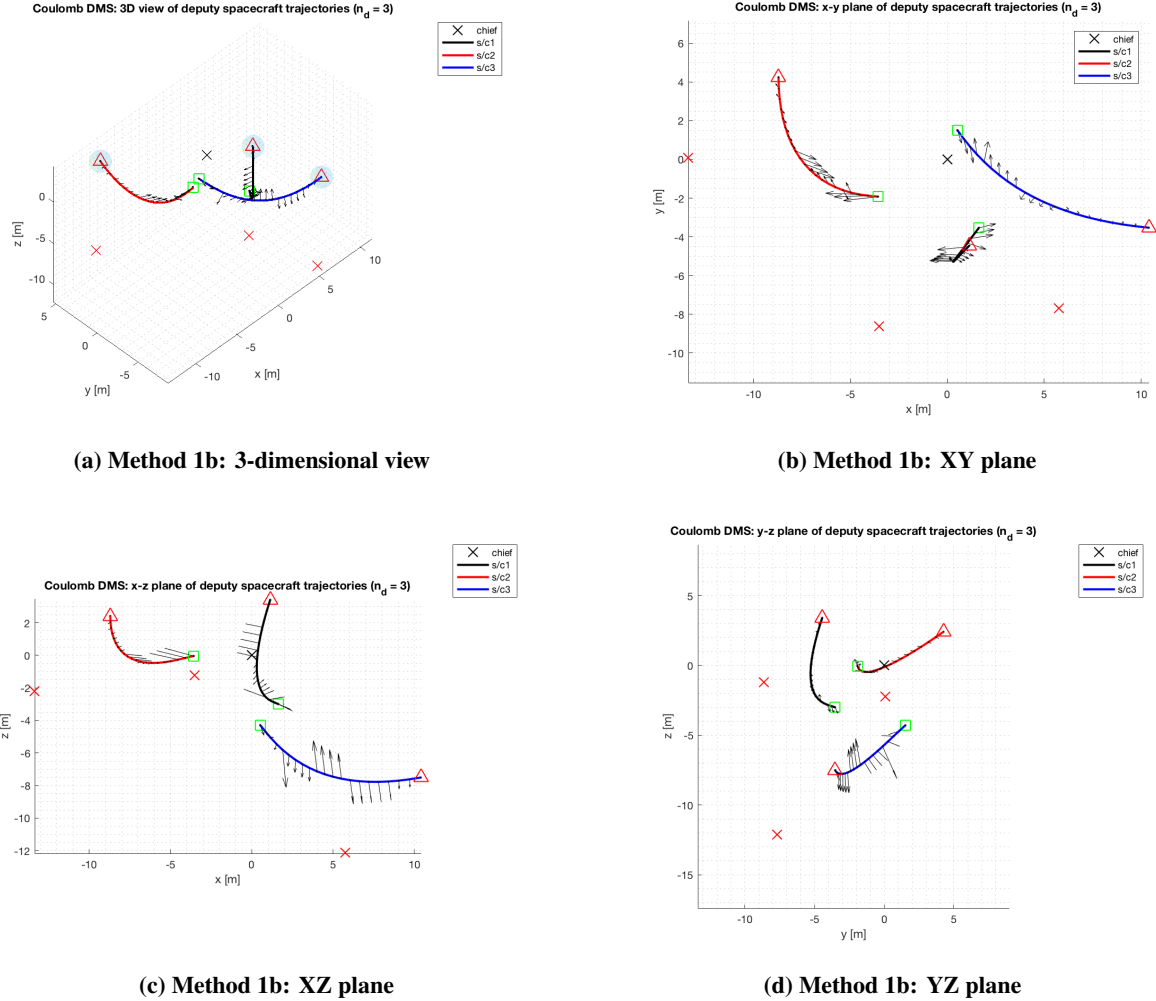 Coulomb DMS: 3D view of deputy spacecraft trajectories (n_d = 3)
chief
s/c1
s/c2
s/c3
0
-5
-10
z [m]
5
0
-5
y [m]
-10
-5
0
5
10
x [m]
(a) Method 1b: 3-dimensional view
Coulomb DMS: x-y plane of deputy spacecraft trajectories (n_d = 3)
chief
s/c1
s/c2
s/c3
6
4
2
0
-2
-4
-6
-8
-10
y [m]
-10
-5
0
5
10
x [m]
(b) Method 1b: XY plane
Coulomb DMS: x-z plane of deputy spacecraft trajectories (n_d = 3)
chief
s/c1
s/c2
s/c3
2
0
-2
-4
-6
-8
-10
-12
z [m]
-10
-5
0
5
10
x [m]
(c) Method 1b: XZ plane
Coulomb DMS: y-z plane of deputy spacecraft trajectories (n_d = 3)
chief
s/c1
s/c2
s/c3
5
0
-5
-10
-15
z [m]
-10
-5
0
5
y [m]
(d) Method 1b: YZ plane